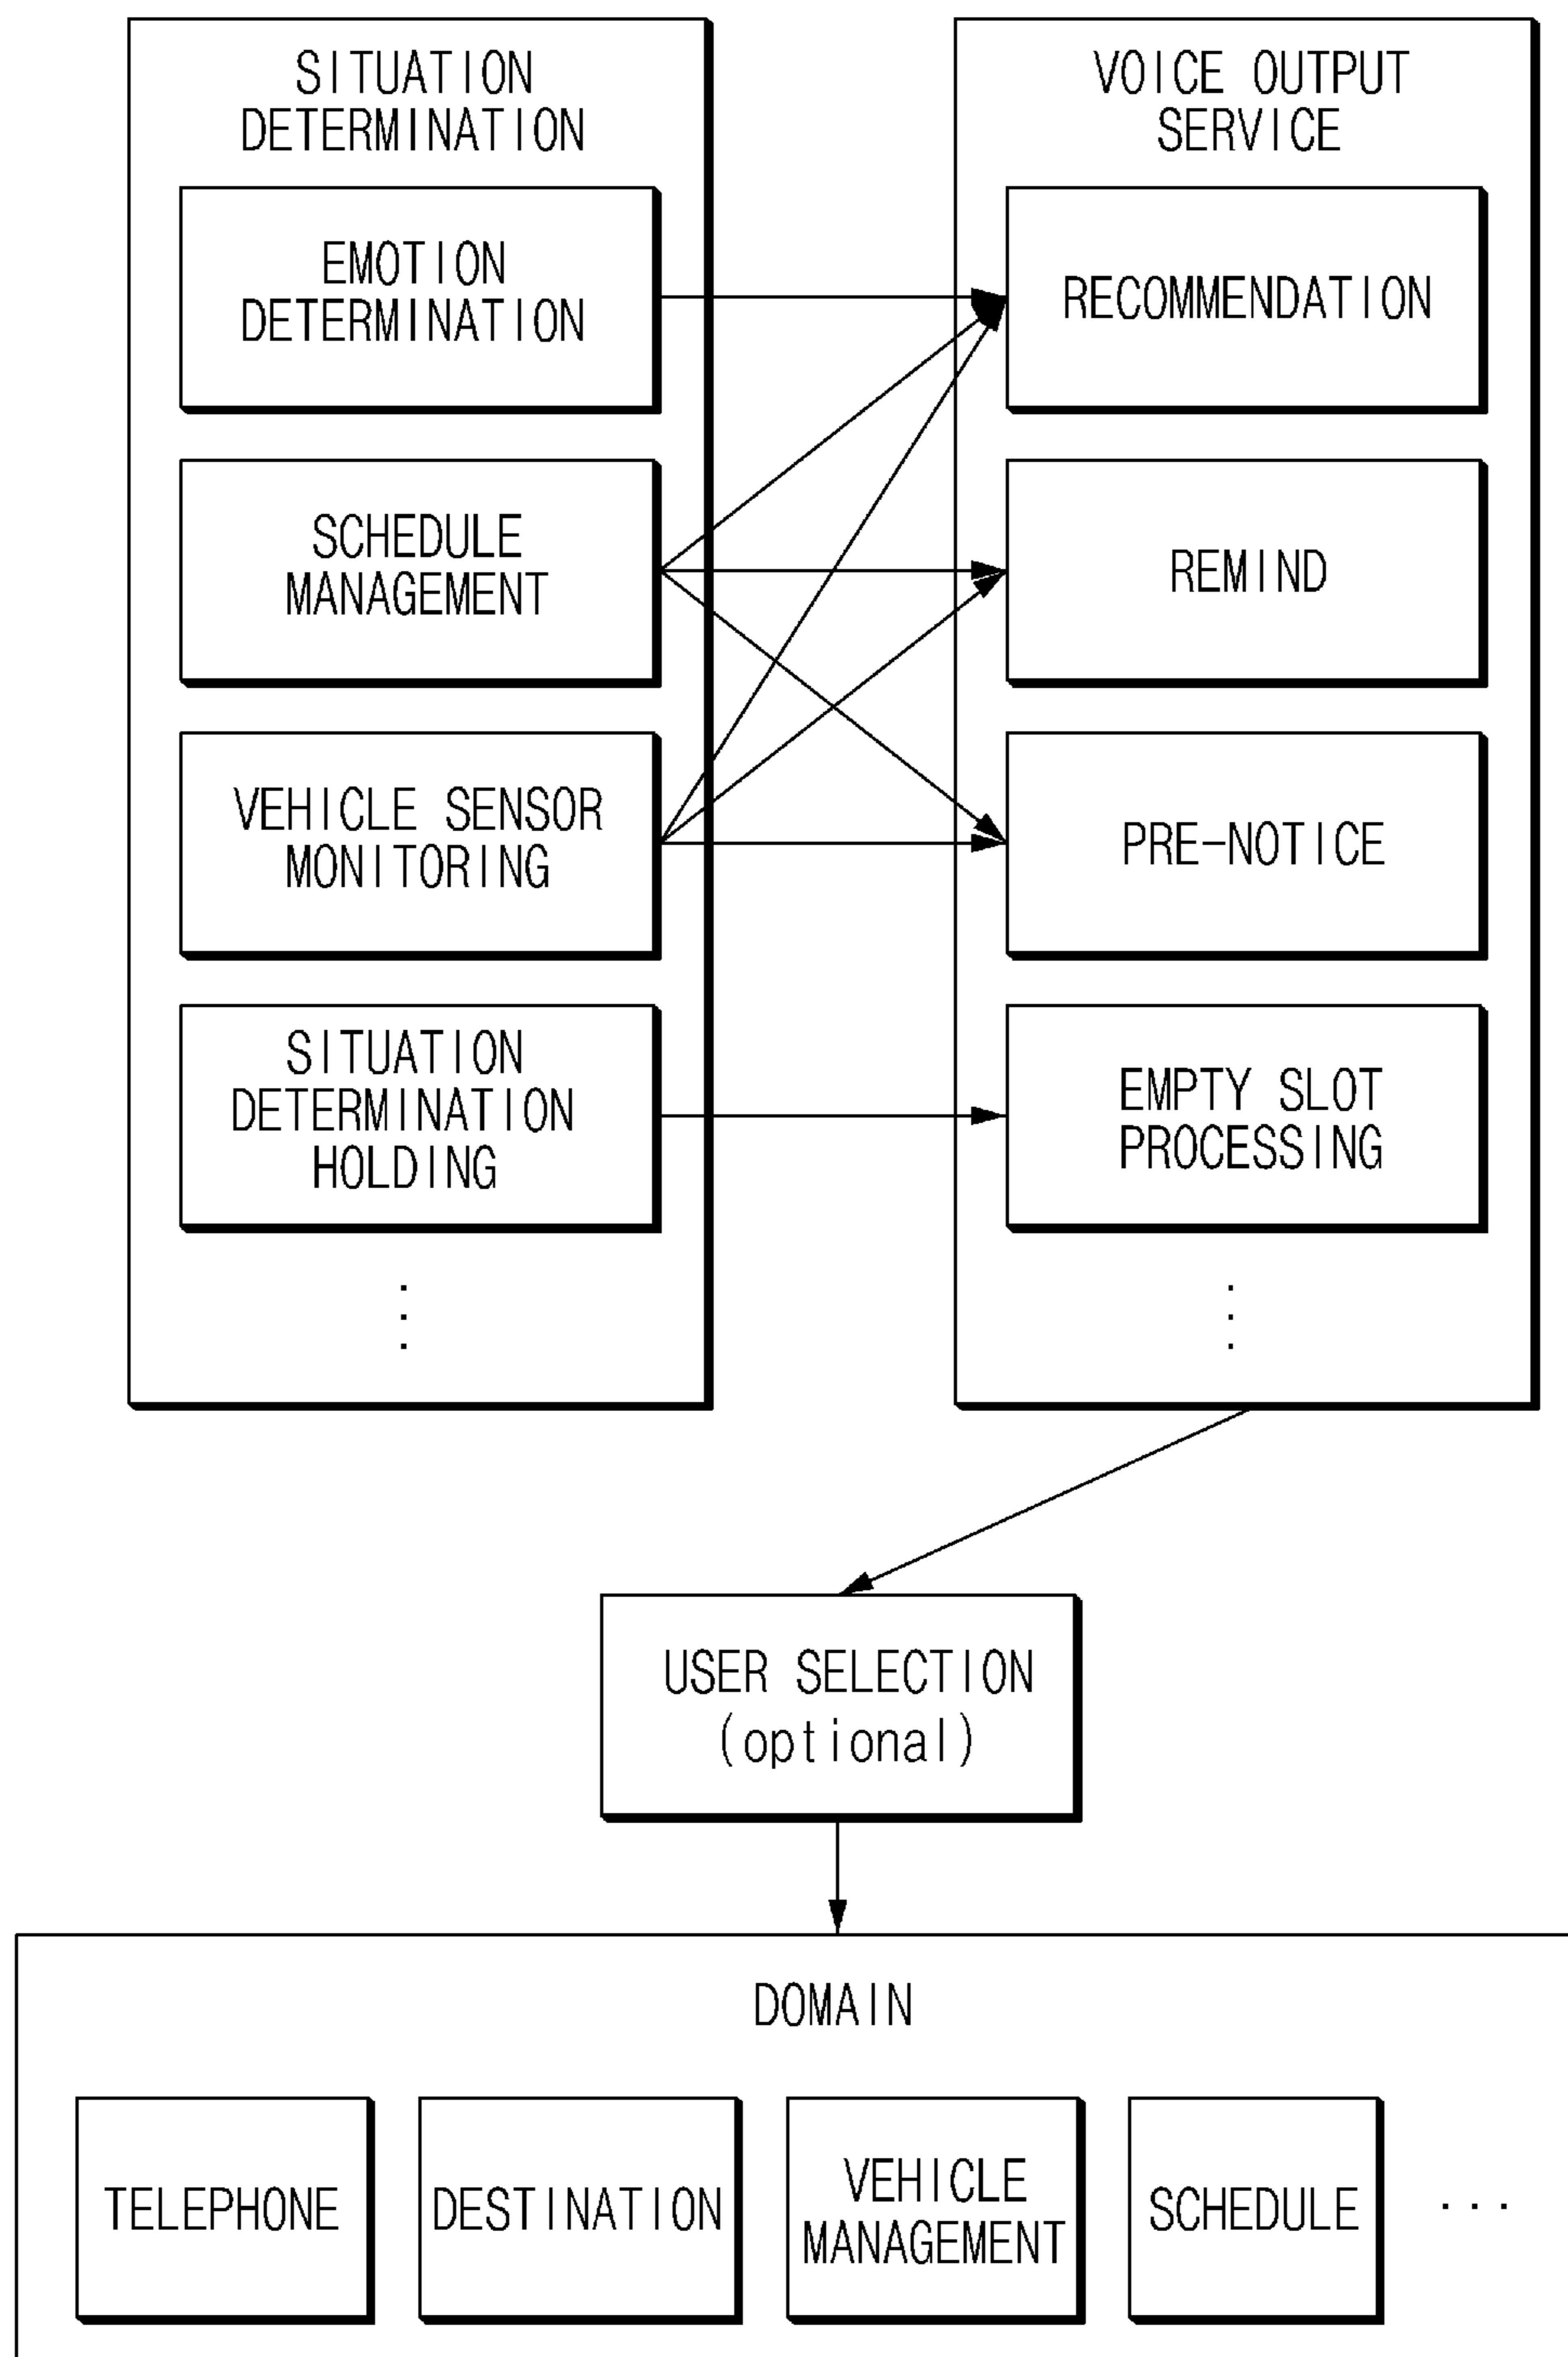 SITUATION
DETERMINATION
EMOTION
DETERMINATION
SCHEDULE
MANAGEMENT
VEHICLE SENSOR
MONITORING
SITUATION
DETERMINATION
HOLDING
VOICE OUTPUT
SERVICE
RECOMMENDATION
REMIND
PRE-NOTICE
EMPTY SLOT
PROCESSING
USER SELECTION
(optional)
DOMAIN
TELEPHONE
DESTINATION
VEHICLE
MANAGEMENT
SCHEDULE
...